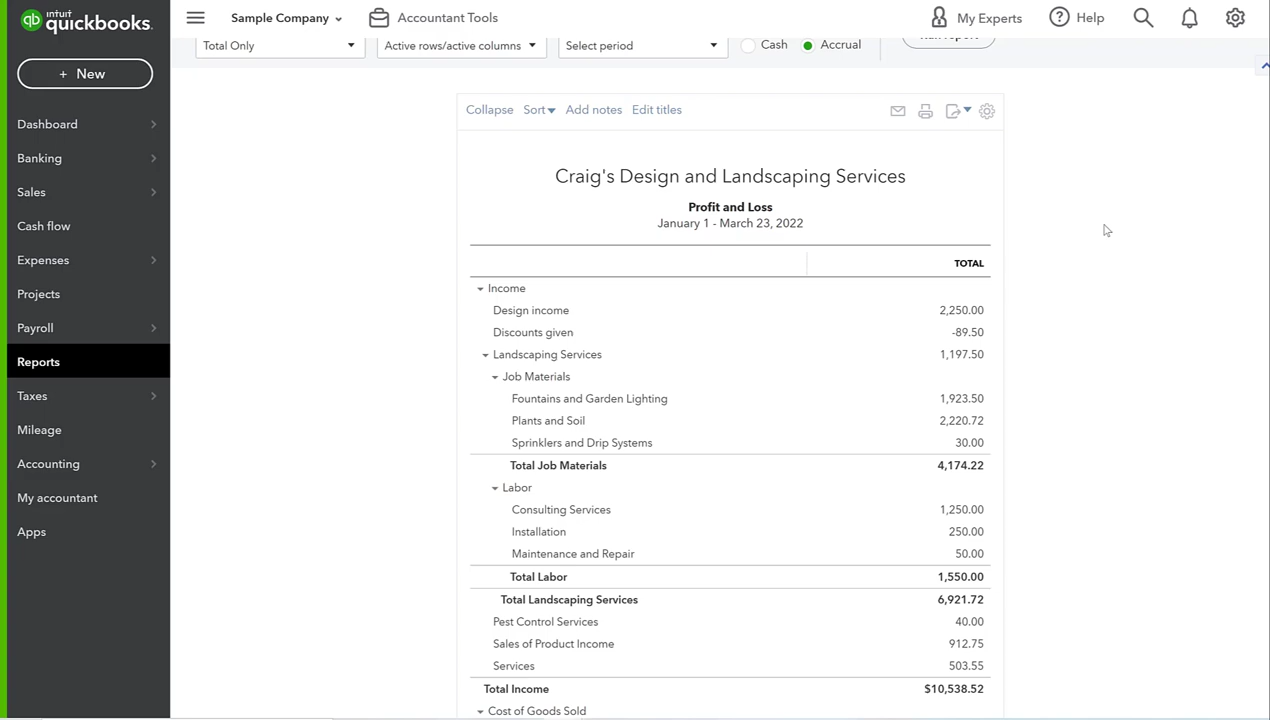 intuit
quickbooks.
Sample Company
Accountant Tools
My Experts
Help
+ New
Dashboard
Banking
Sales
Cash flow
Expenses
Projects
Payroll
Reports
Taxes
Mileage
Accounting
My accountant
Apps
Total Only
Active rows/active columns
Select period
Cash
Accrual
Run report
Collapse Sort Add notes Edit titles
Craig's Design and Landscaping Services
Profit and Loss
January 1 - March 23, 2022
TOTAL
Income
Design income 2,250.00
Discounts given -89.50
Landscaping Services 1,197.50
Job Materials
Fountains and Garden Lighting 1,923.50
Plants and Soil 2,220.72
Sprinklers and Drip Systems 30.00
Total Job Materials 4,174.22
Labor
Consulting Services 1,250.00
Installation 250.00
Maintenance and Repair 50.00
Total Labor 1,550.00
Total Landscaping Services 6,921.72
Pest Control Services 40.00
Sales of Product Income 912.75
Services 503.55
Total Income $10,538.52
Cost of Goods Sold